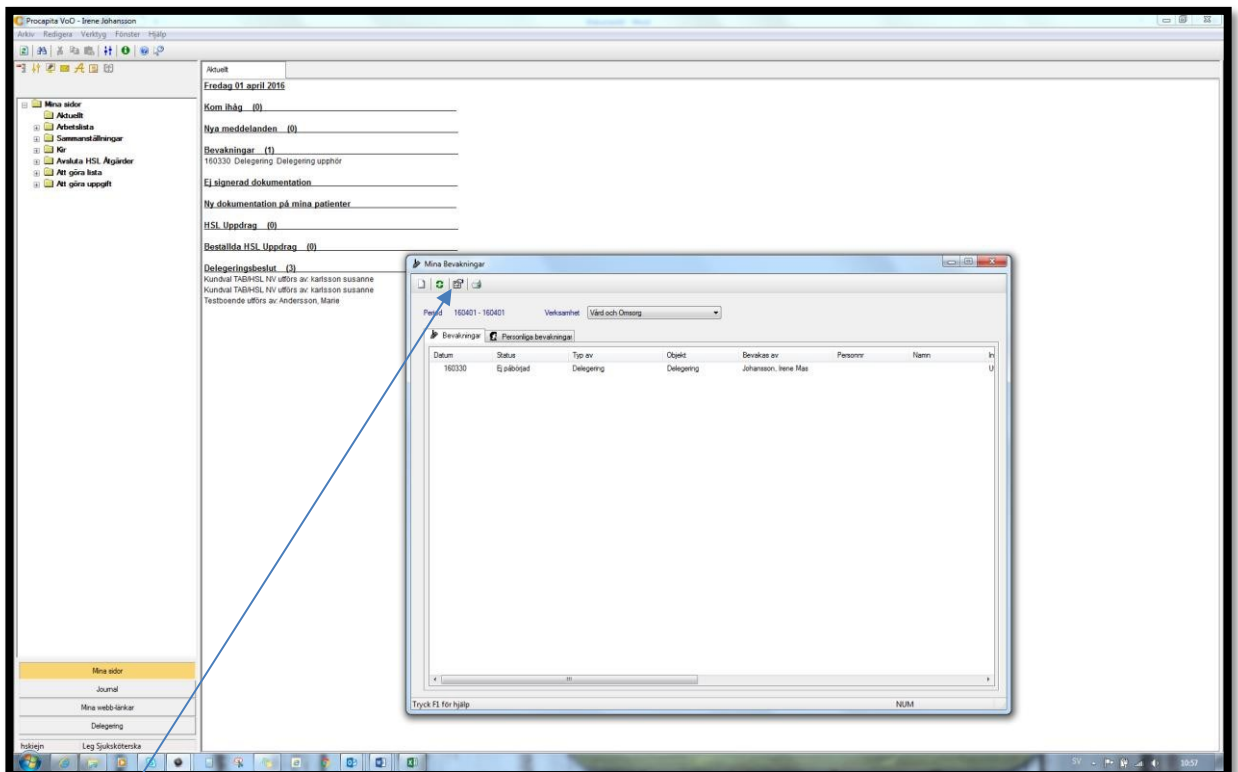 Procapita VoO - Irene Johansson
Arkiv Redigera Verktyg Fönster Hjälp
Mina sidor
Aktuellt
Arbetslista
Sammanställningar
Kir
Avsluta HSL Åtgärder
Att göra lista
Att göra uppgift
Mina sidor
Journal
Mina webb-länkar
Delegering
hskiejn Leg Sjuksköterska
Aktuellt
Fredag 01 april 2016
Kom ihåg (0)
Nya meddelanden (0)
Bevakningar (1)
160330 Delegering Delegering upphör
Ej signerad dokumentation
Ny dokumentation på mina patienter
HSL Uppdrag (0)
Beställda HSL Uppdrag (0)
Delegeringsbeslut (3)
Kundval TAB/HSL NV utförs av: karlsson susanne
Kundval TAB/HSL NV utförs av: karlsson susanne
Testboende utförs av: Andersson, Marie
Mina Bevakningar
Period 160401 - 160401 Verksamhet Vård och Omsorg
Bevakningar Personliga bevakningar
Datum Status Typ av Objekt Bevakas av Personnr Namn In
160330 Ej påbörjad Delegering Delegering Johansson, Irene Mas U
Tryck F1 för hjälp NUM
SV 10:57